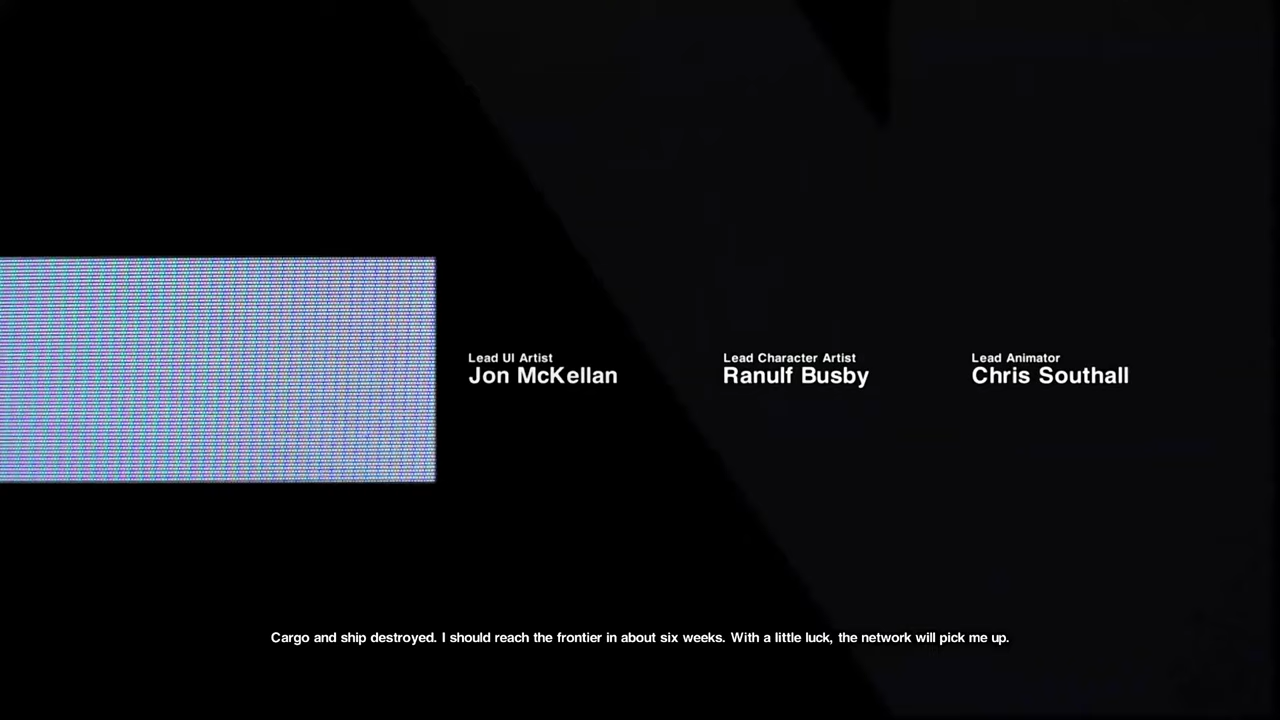 Lead UI Artist
Jon McKellan
Lead Character Artist
Ranulf Busby
Lead Animator
Chris Southall
Cargo and ship destroyed. I should reach the frontier in about six weeks. With a little luck, the network will pick me up.